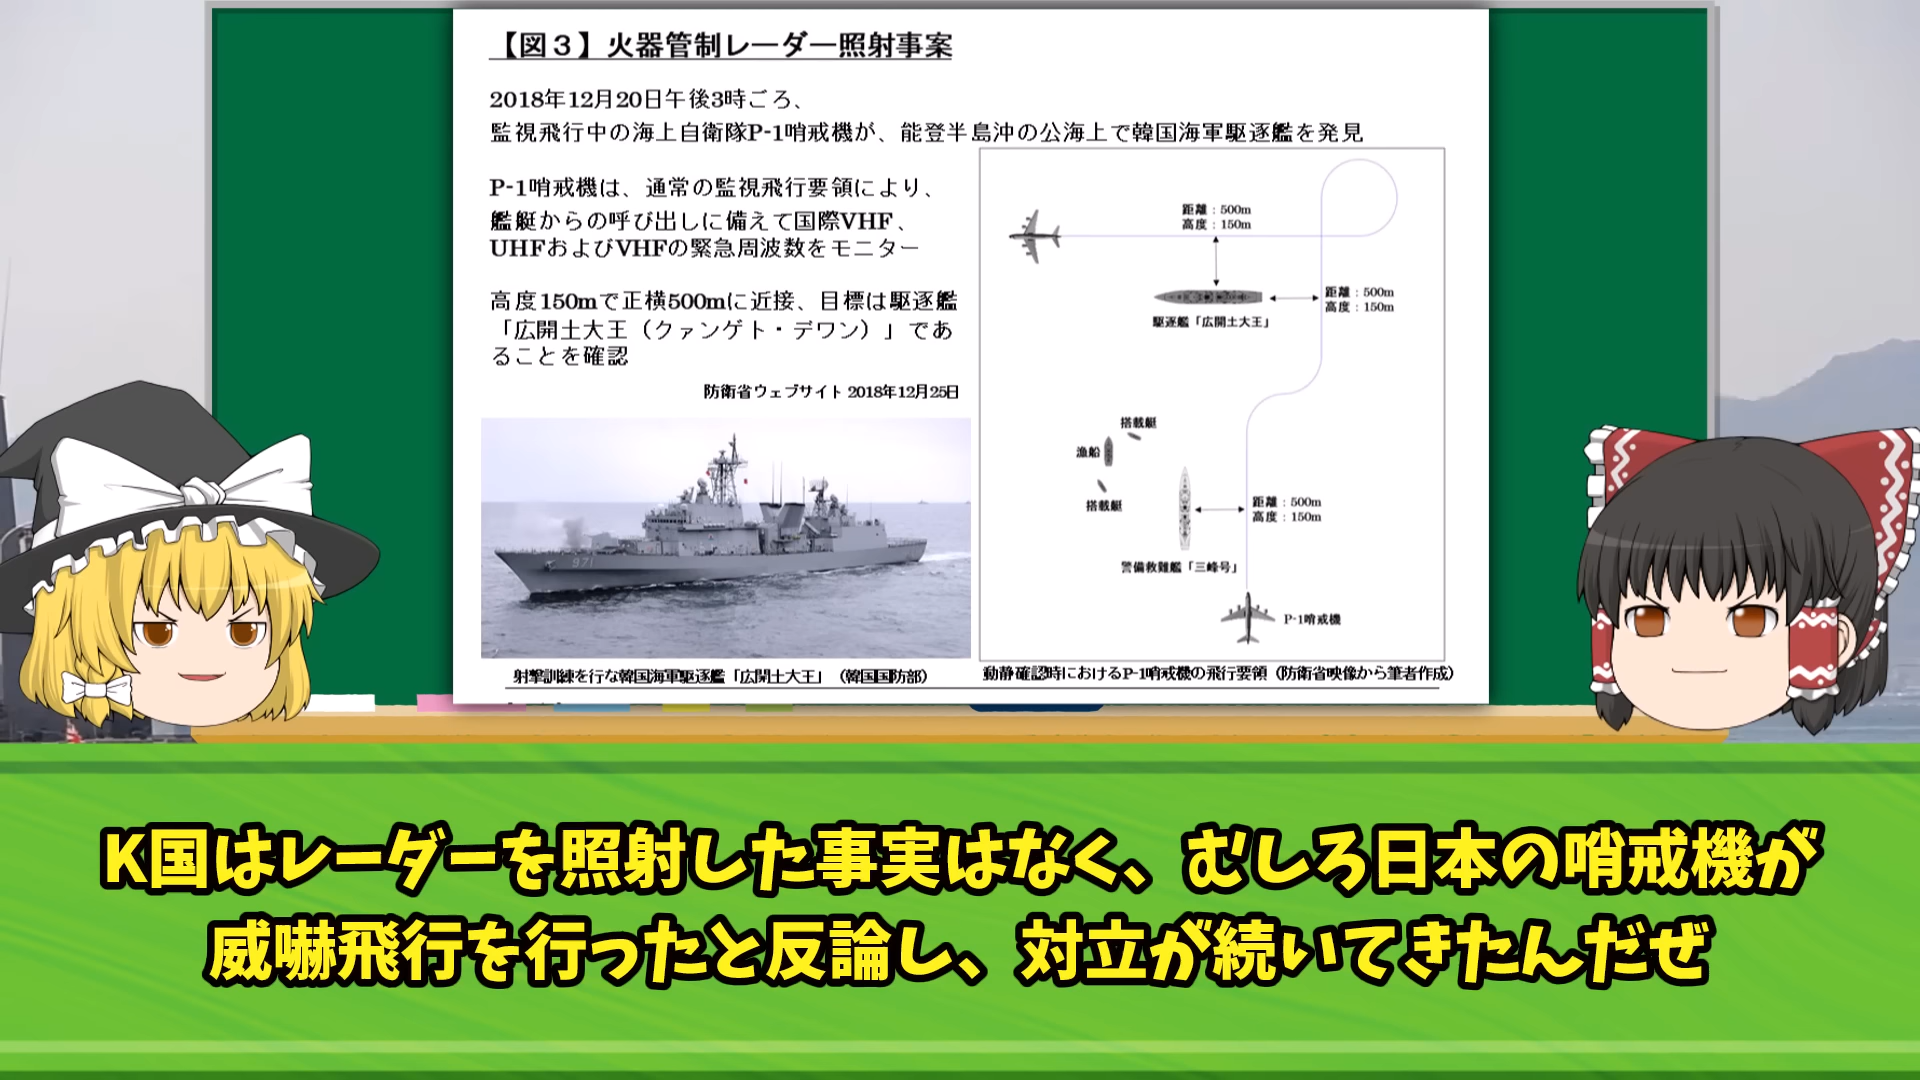 【図３】火器管制レーダー照射事案
2018年12月20日午後3時ごろ、
監視飛行中の海上自衛隊P-1哨戒機が、能登半島沖の公海上で韓国海軍駆逐艦を発見
P-1哨戒機は、通常の監視飛行要領により、
艦艇からの呼び出しに備えて国際VHF、
UHFおよびVHFの緊急周波数をモニター
高度150mで正横500mに近接、目標は駆逐艦
「広開土大王（クァンゲト・デワン）」であ
ることを確認
防衛省ウェブサイト 2018年12月25日
971
射撃訓練を行な韓国海軍駆逐艦「広開土大王」（韓国国防部）
距離：500m
高度：150m
距離：500m
高度：150m
駆逐艦「広開土大王」
搭載艇
漁船
搭載艇
距離：500m
高度：150m
警備救難艦「三峰号」
P-1哨戒機
動静確認時におけるP-1哨戒機の飛行要領（防衛省映像から筆者作成）
K国はレーダーを照射した事実はなく、むしろ日本の哨戒機が
威嚇飛行を行ったと反論し、対立が続いてきたんだぜ